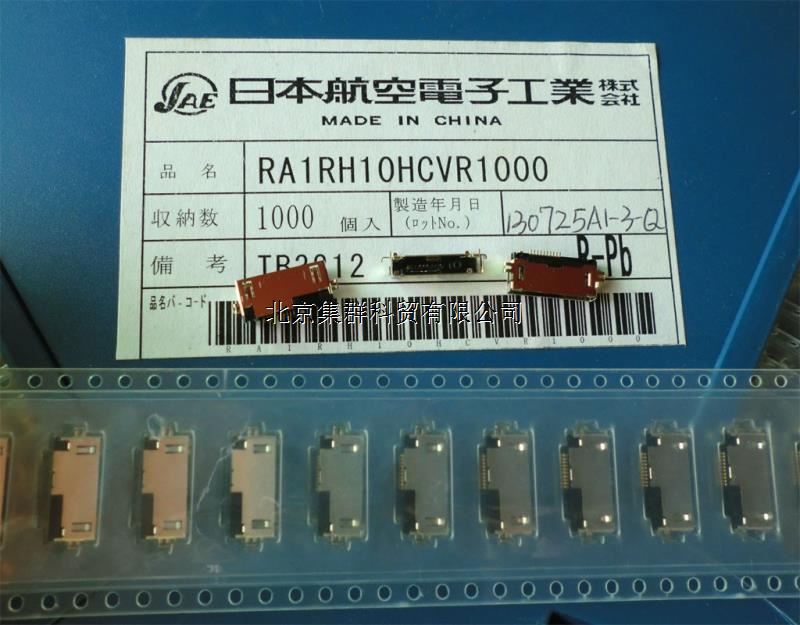 JAE 日本航空電子工業株式会社
MADE IN CHINA
品名 RA1RH10HCVR1000
収納数 1000 個入 製造年月日 (ロットNo.) 130725A1-3-Q
備考
品名バーコード
北京集群科贸有限公司
RA1RH10HCVR1000